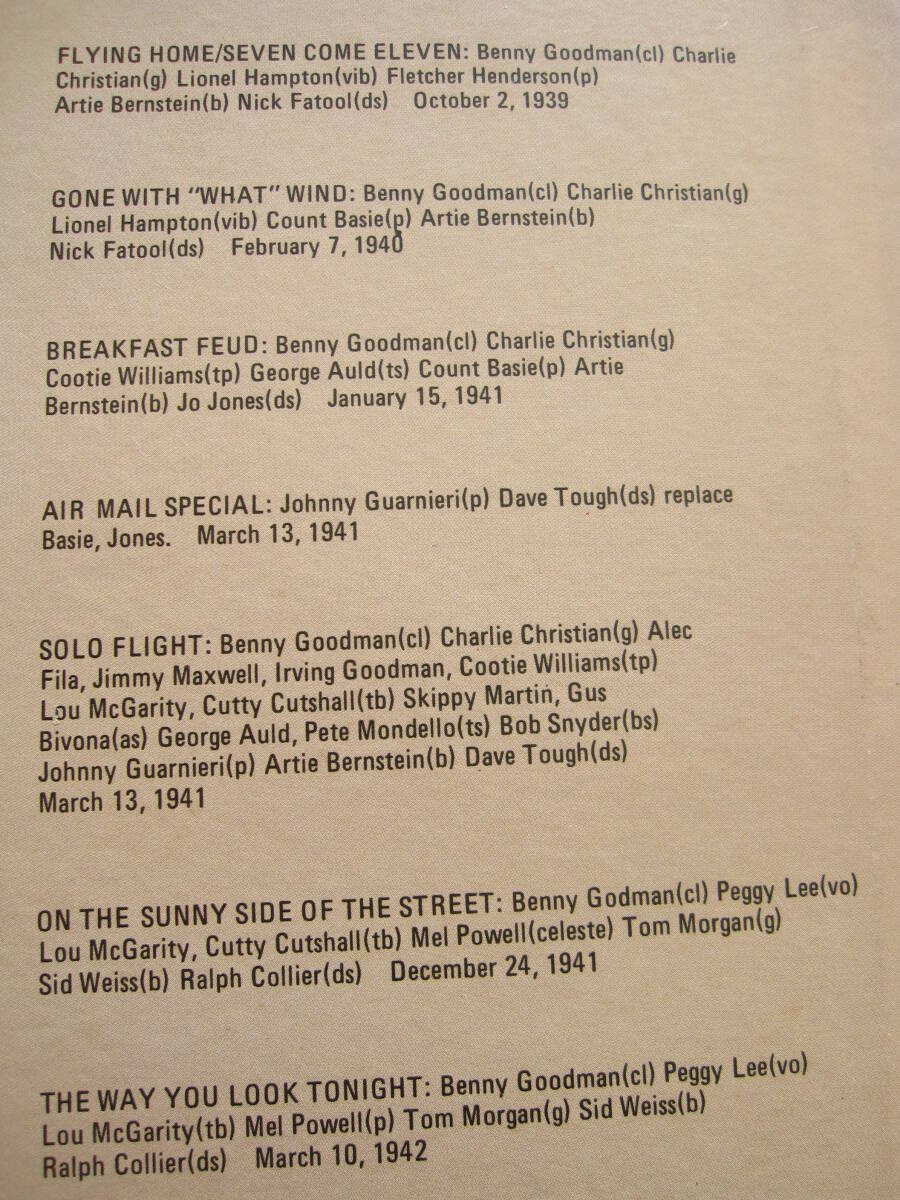 FLYING HOME/SEVEN COME ELEVEN: Benny Goodman(cl) Charlie
Christian(g) Lionel Hampton(vib) Fletcher Henderson(p)
Artie Bernstein(b) Nick Fatool(ds) October 2, 1939
GONE WITH "WHAT" WIND: Benny Goodman(cl) Charlie Christian(g)
Lionel Hampton(vib) Count Basie(p) Artie Bernstein(b)
Nick Fatool(ds) February 7, 1940
BREAKFAST FEUD: Benny Goodman(cl) Charlie Christian(g)
Cootie Williams(tp) George Auld(ts) Count Basie(p) Artie
Bernstein(b) Jo Jones(ds) January 15, 1941
AIR MAIL SPECIAL: Johnny Guarnieri(p) Dave Tough(ds) replace
Basie, Jones. March 13, 1941
SOLO FLIGHT: Benny Goodman(cl) Charlie Christian(g) Alec
Fila, Jimmy Maxwell, Irving Goodman, Cootie Williams(tp)
Lou McGarity, Cutty Cutshall(tb) Skippy Martin, Gus
Bivona(as) George Auld, Pete Mondello(ts) Bob Snyder(bs)
Johnny Guarnieri(p) Artie Bernstein(b) Dave Tough(ds)
March 13, 1941
ON THE SUNNY SIDE OF THE STREET: Benny Godman(cl) Peggy Lee(vo)
Lou McGarity, Cutty Cutshall(tb) Mel Powell(celeste) Tom Morgan(g)
Sid Weiss(b) Ralph Collier(ds) December 24, 1941
THE WAY YOU LOOK TONIGHT: Benny Goodman(cl) Peggy Lee(vo)
Lou McGarity(tb) Mel Powell(p) Tom Morgan(g) Sid Weiss(b)
Ralph Collier(ds) March 10, 1942